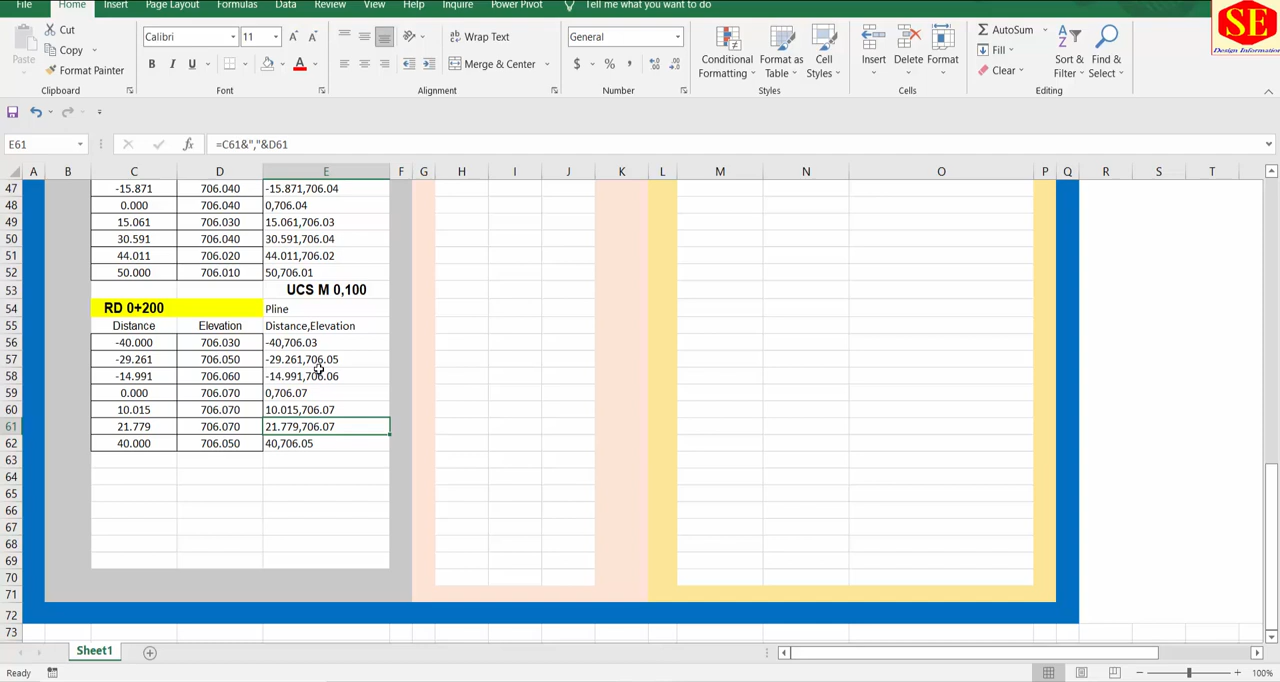 File Home Insert Page Layout Formulas Data Review View Help Inquire Power Pivot Tell me what you want to do
SE
Design Information
Paste Cut Copy Format Painter
Calibri 11 A A
B I U A
Wrap Text
Merge & Center
General
$ % ,
Conditional Formatting Format as Table Cell Styles
Insert Delete Format
AutoSum Fill Clear
Sort & Filter Find & Select
Clipboard Font Alignment Number Styles Cells Editing
E61 fx =C61&","&D61
A B C D E F G H I J K L M N O P Q R S T
47 -15.871 706.040 -15.871,706.04
48 0.000 706.040 0,706.04
49 15.061 706.030 15.061,706.03
50 30.591 706.040 30.591,706.04
51 44.011 706.020 44.011,706.02
52 50.000 706.010 50,706.01
53 UCS M 0,100
54 RD 0+200 Pline
55 Distance Elevation Distance,Elevation
56 -40.000 706.030 -40,706.03
57 -29.261 706.050 -29.261,706.05
58 -14.991 706.060 -14.991,706.06
59 0.000 706.070 0,706.07
60 10.015 706.070 10.015,706.07
61 21.779 706.070 21.779,706.07
62 40.000 706.050 40,706.05
63
64
65
66
67
68
69
70
71
72
73
Sheet1
Ready 100%